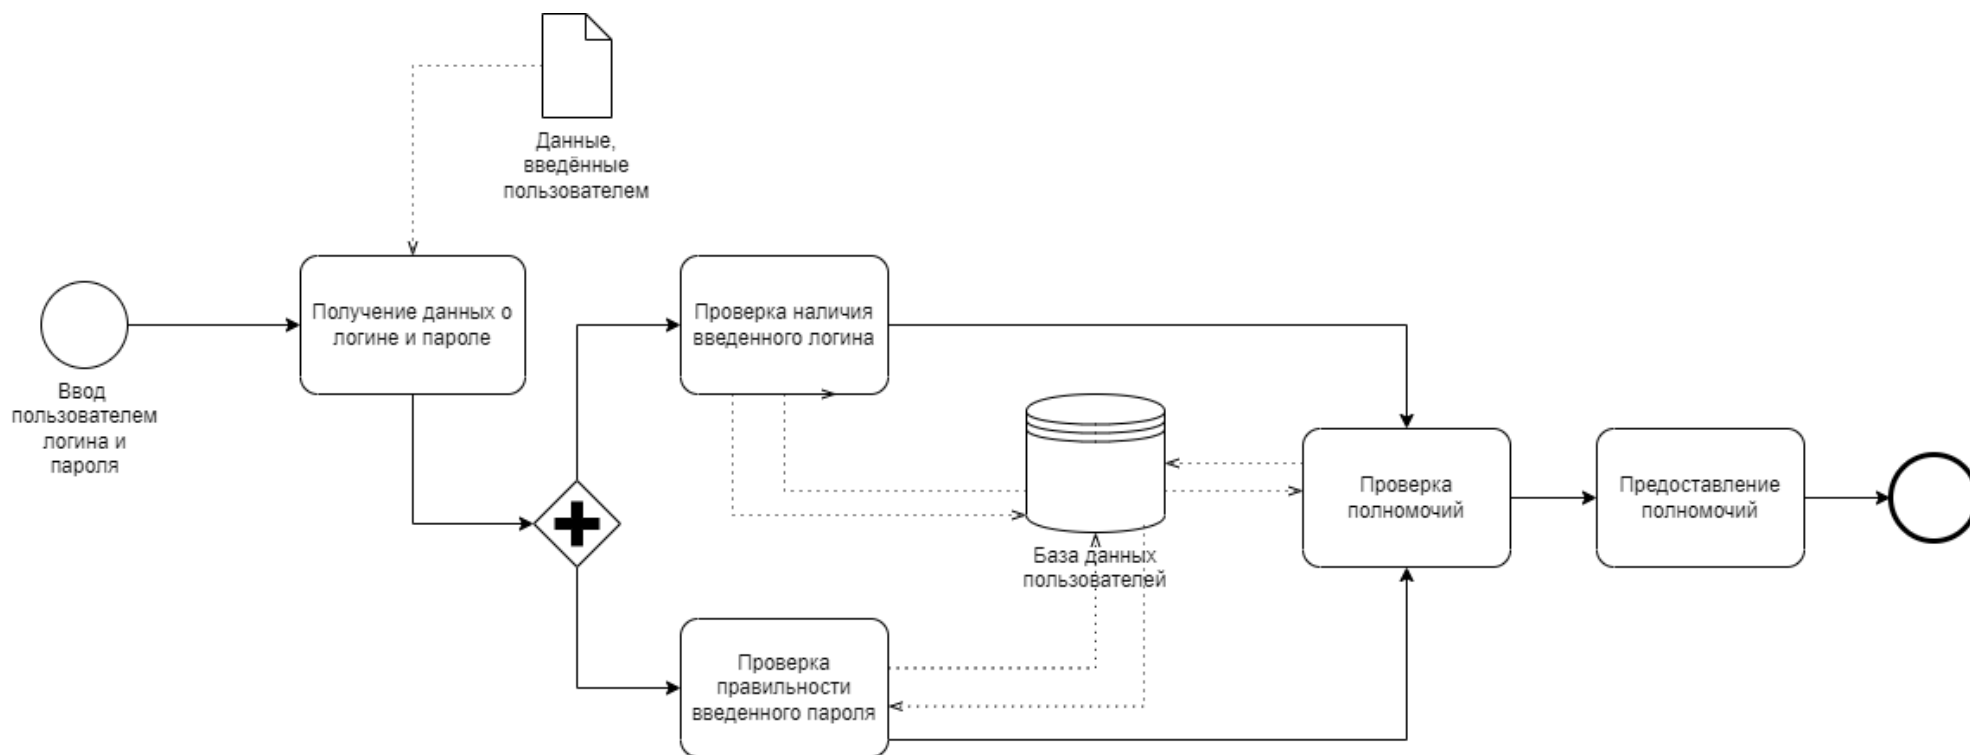 Данные,
введённые
пользователем
Получение данных о
логине и пароле
Проверка наличия
введенного логина
Ввод
пользователем
логина и
пароля
База данных
пользователей
Проверка
полномочий
Предоставление
полномочий
Проверка
правильности
введенного пароля